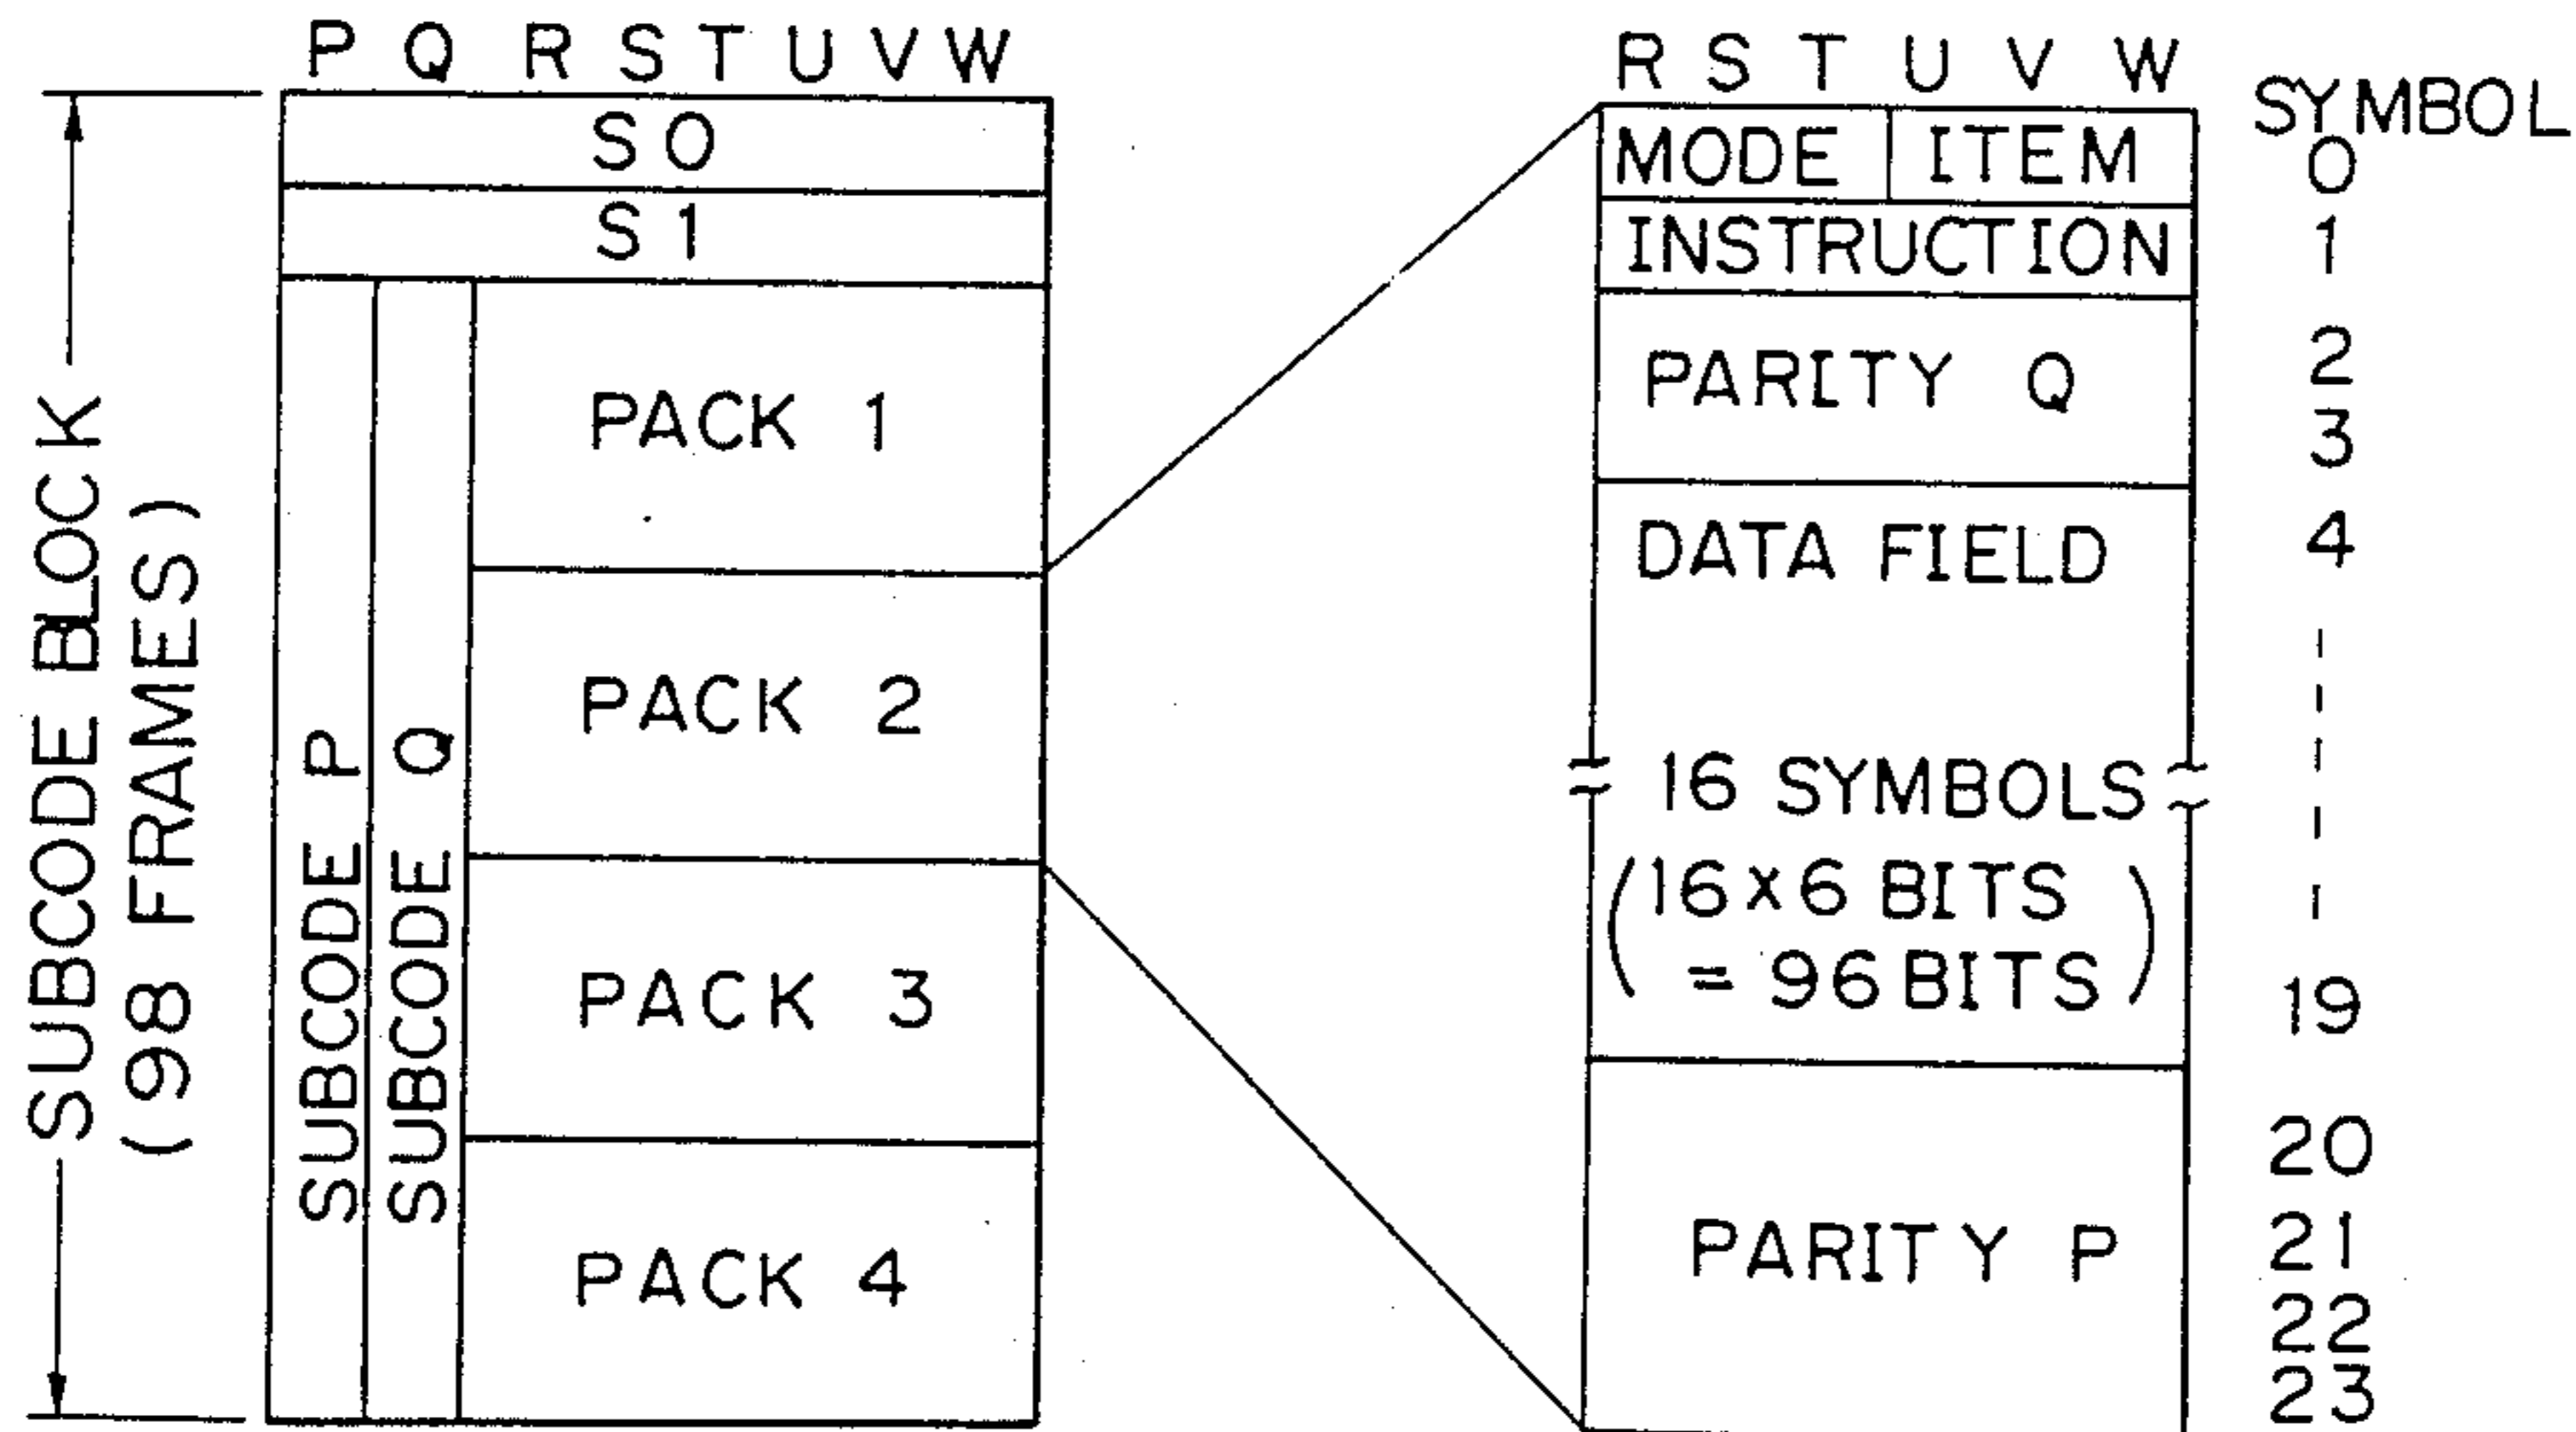 P Q R S T U V W
S0
S1
SUBCODE BLOCK
(98 FRAMES)
SUBCODE P
SUBCODE Q
PACK 1
PACK 2
PACK 3
PACK 4
R S T U V W
SYMBOL
MODE ITEM 0
INSTRUCTION 1
PARITY Q
2
3
DATA FIELD 4
16 SYMBOLS
(16×6 BITS
= 96 BITS)
19
PARITY P
20
21
22
23